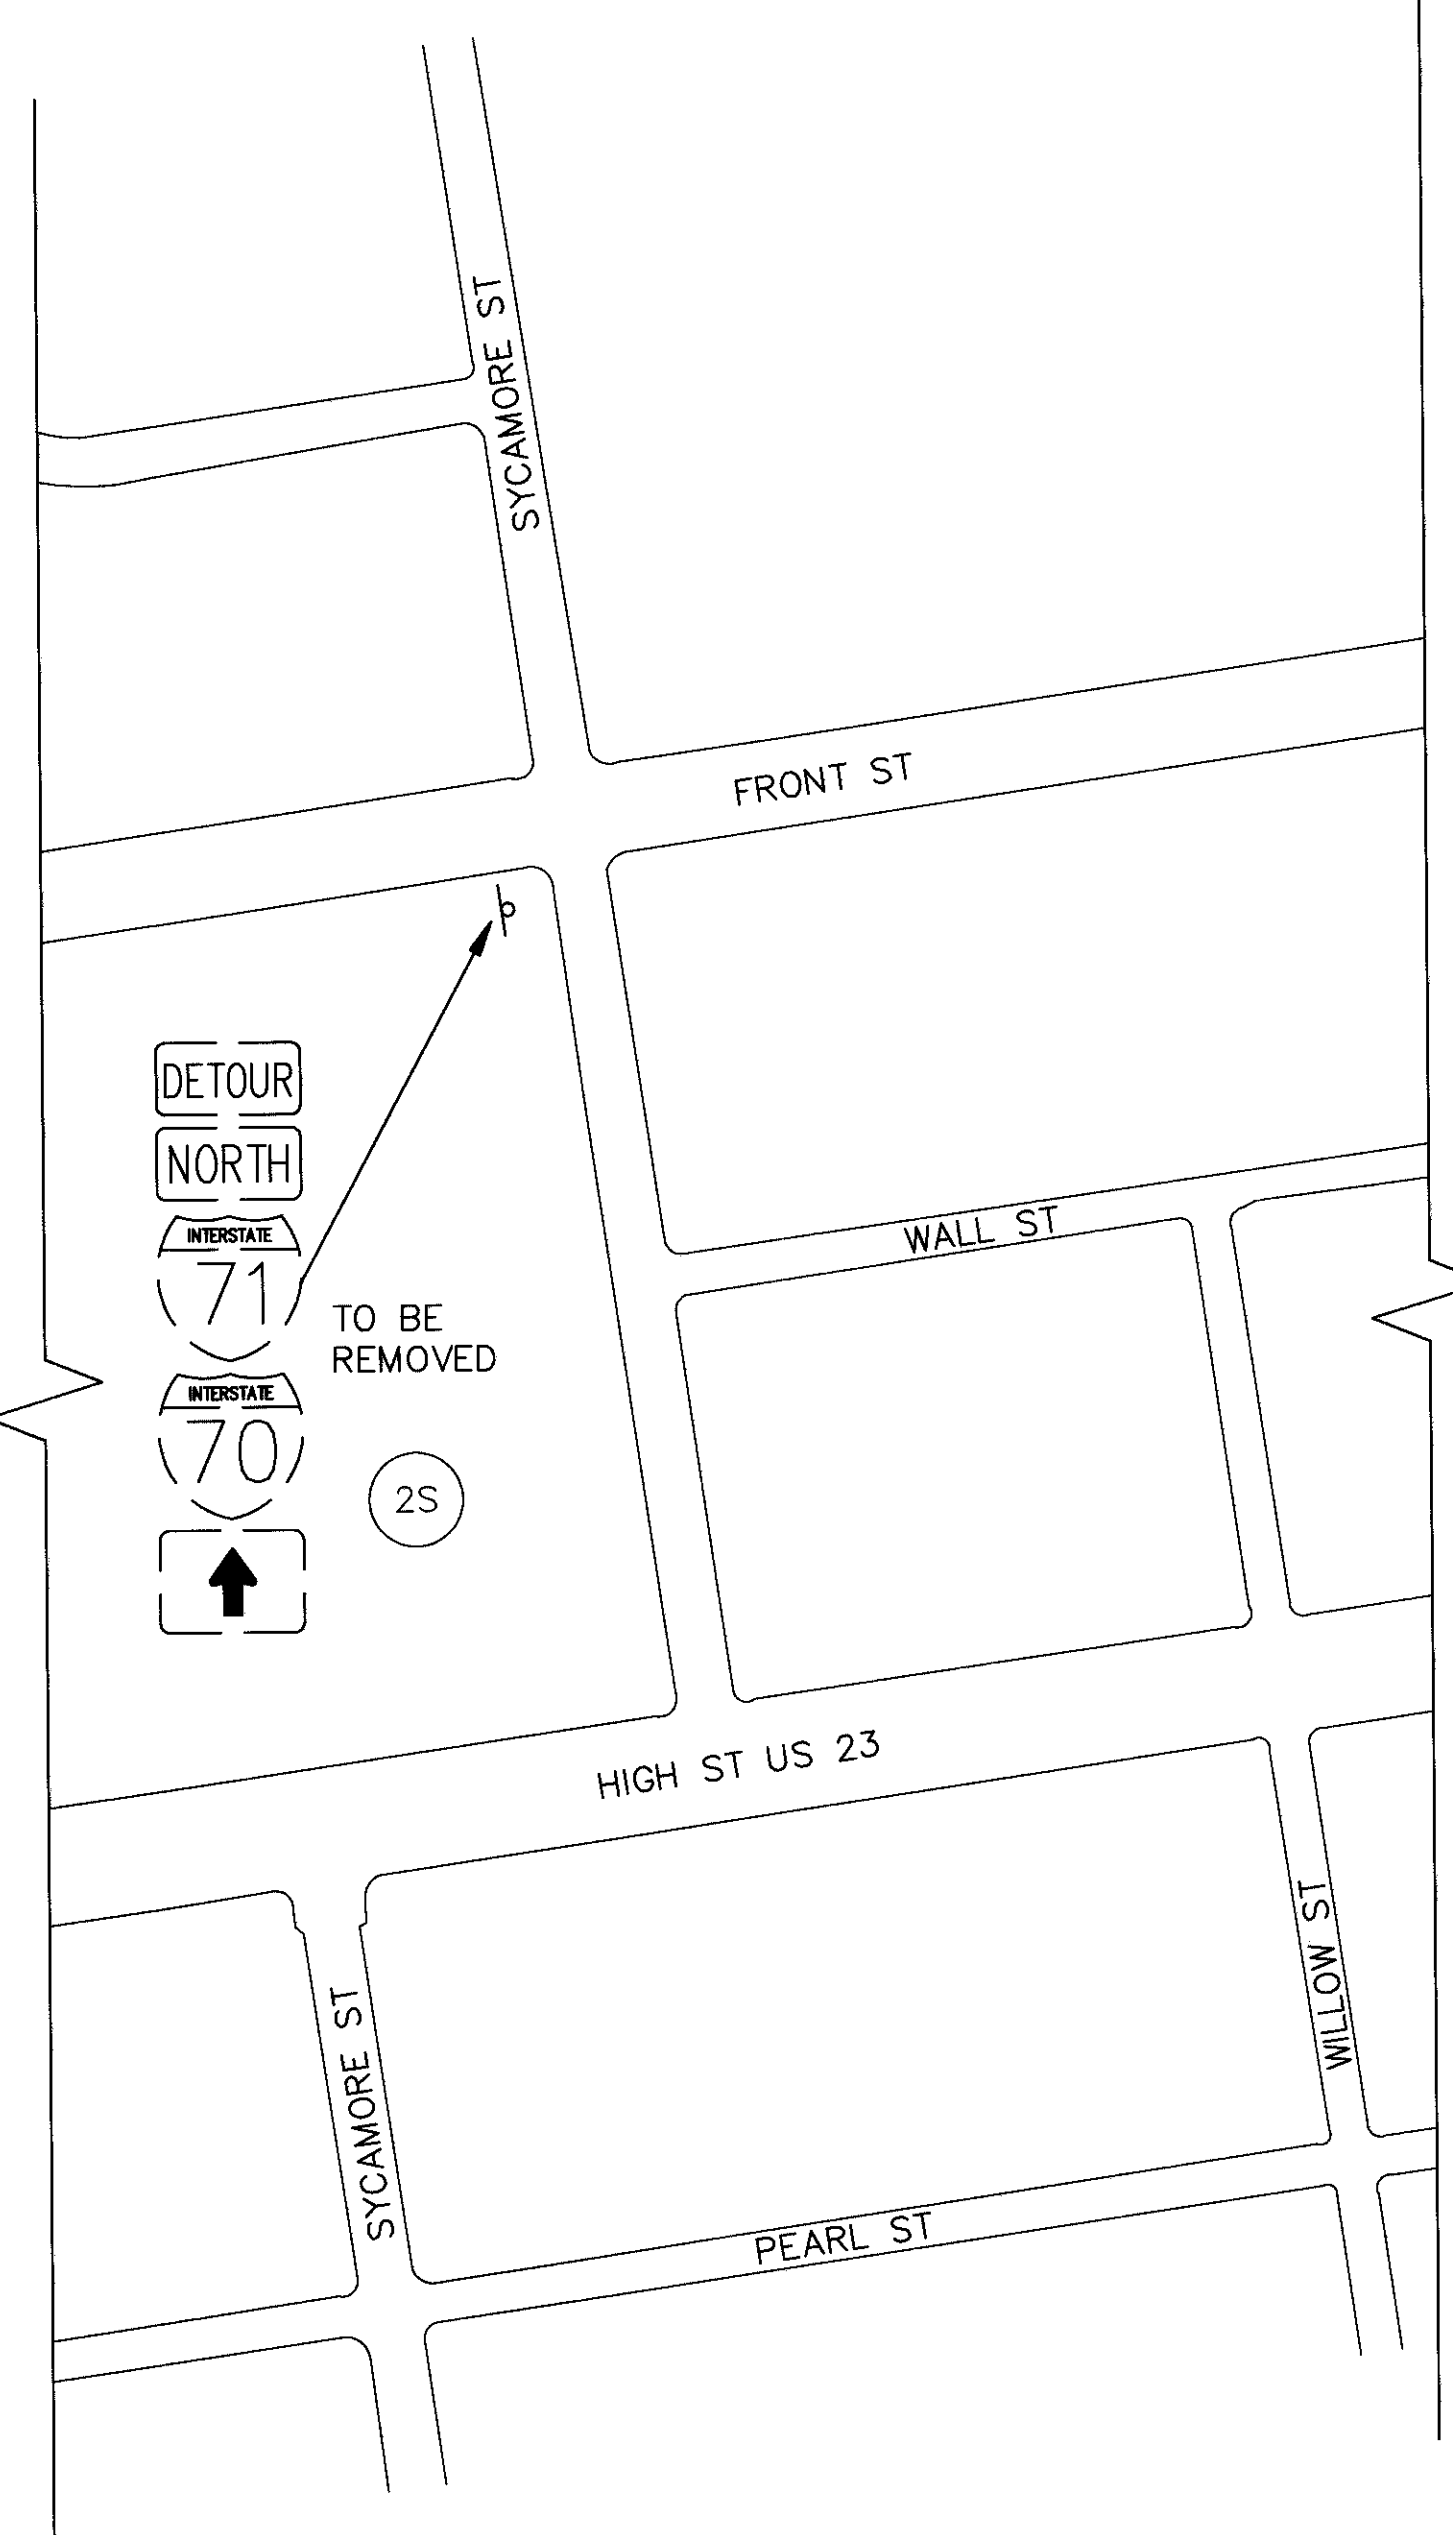 SYCAMORE ST
FRONT ST
DETOUR
NORTH
INTERSTATE
71
TO BE
REMOVED
INTERSTATE
70
2S
WALL ST
HIGH ST US 23
SYCAMORE ST
WILLOW ST
PEARL ST